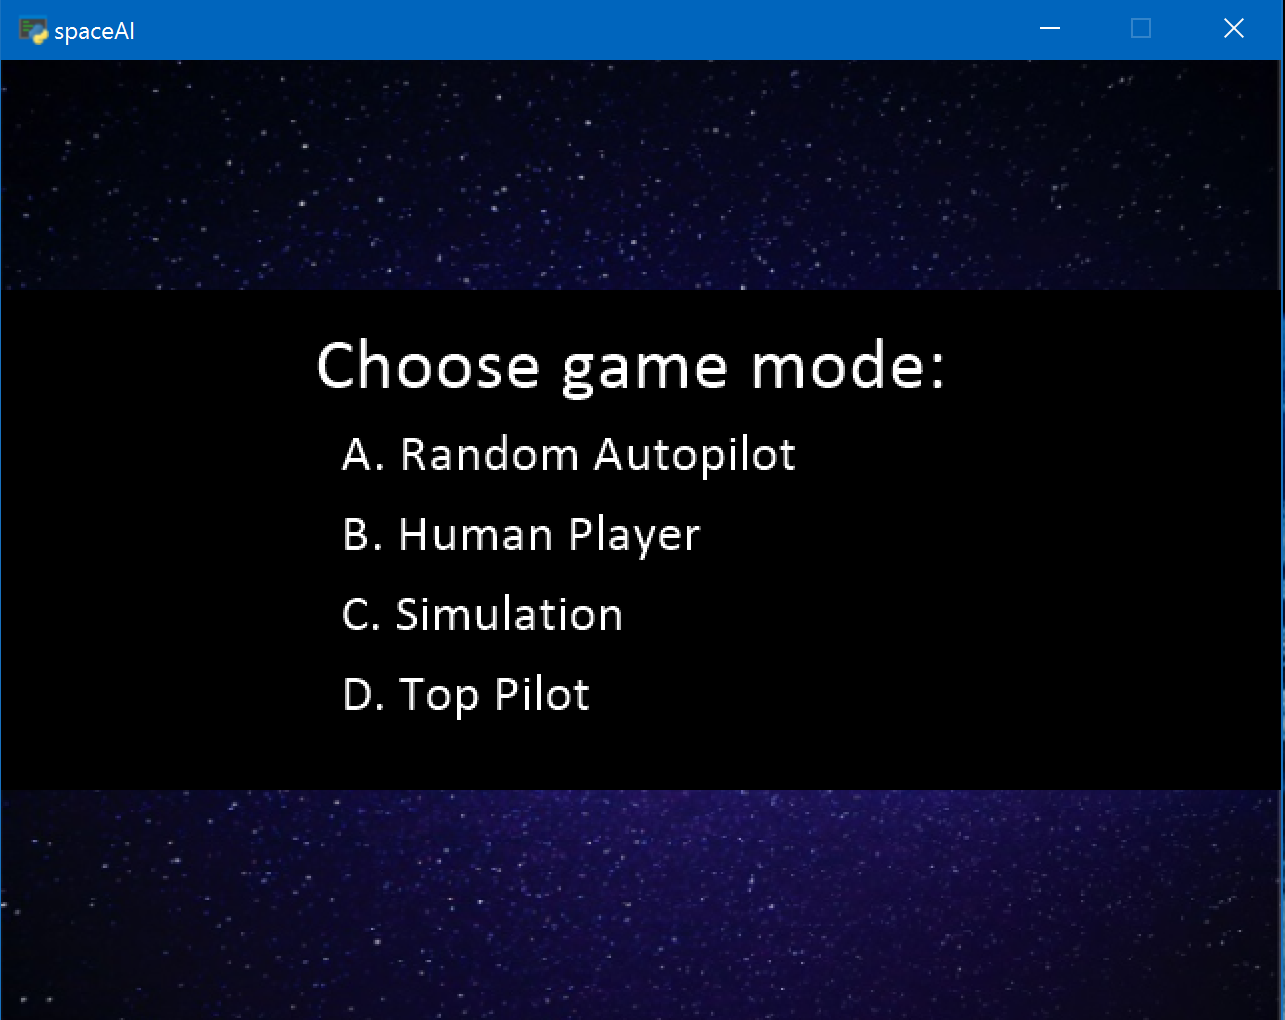 spaceAI
Choose game mode:
A. Random Autopilot
B. Human Player
C. Simulation
D. Top Pilot